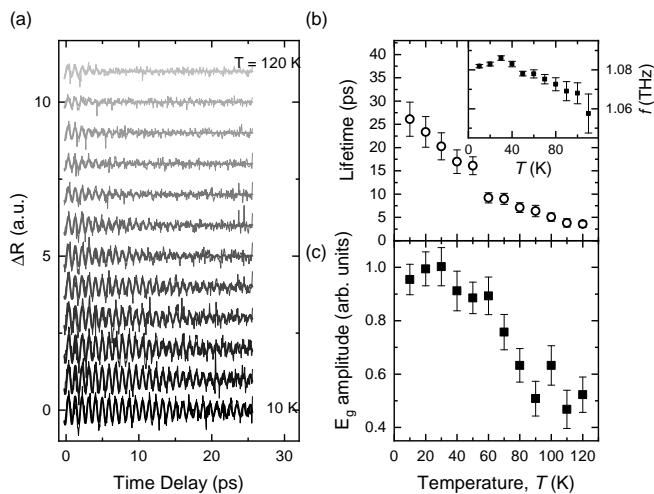 (a)
T = 120 K
10
5
0
10 K
0
10
20
30
Time Delay (ps)
ΔR (a.u.)
(b)
40
35
30
25
20
15
10
5
0
Lifetime (ps)
0
40
80
T (K)
1.08
1.06
f (THz)
(c)
1.0
0.8
0.6
0.4
E_g amplitude (arb. units)
0 20 40 60 80 100 120
Temperature, T (K)